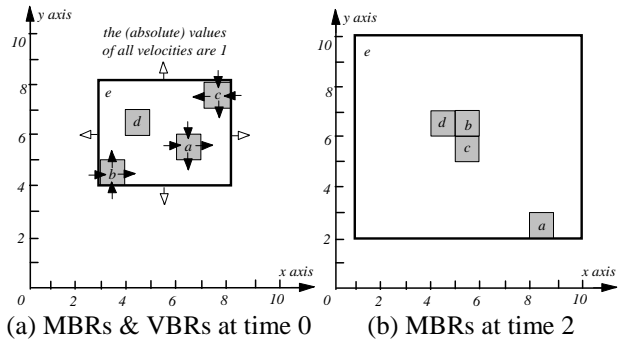 y axis
the (absolute) values
of all velocities are 1
10
8
6
4
2
0
2
4
6
8
10
x axis
e
c
d
a
b
(a) MBRs & VBRs at time 0
y axis
10
8
6
4
2
0
2
4
6
8
10
x axis
e
d
b
c
a
(b) MBRs at time 2